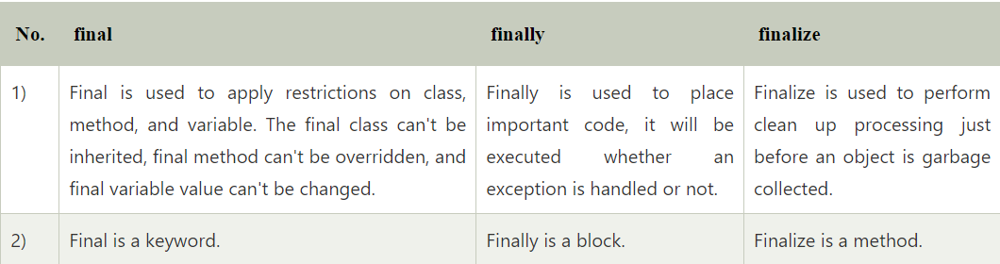 No. final finally finalize
1) Final is used to apply restrictions on class, method, and variable. The final class can't be inherited, final method can't be overridden, and final variable value can't be changed.
Finally is used to place important code, it will be executed whether an exception is handled or not.
Finalize is used to perform clean up processing just before an object is garbage collected.
2) Final is a keyword. Finally is a block. Finalize is a method.